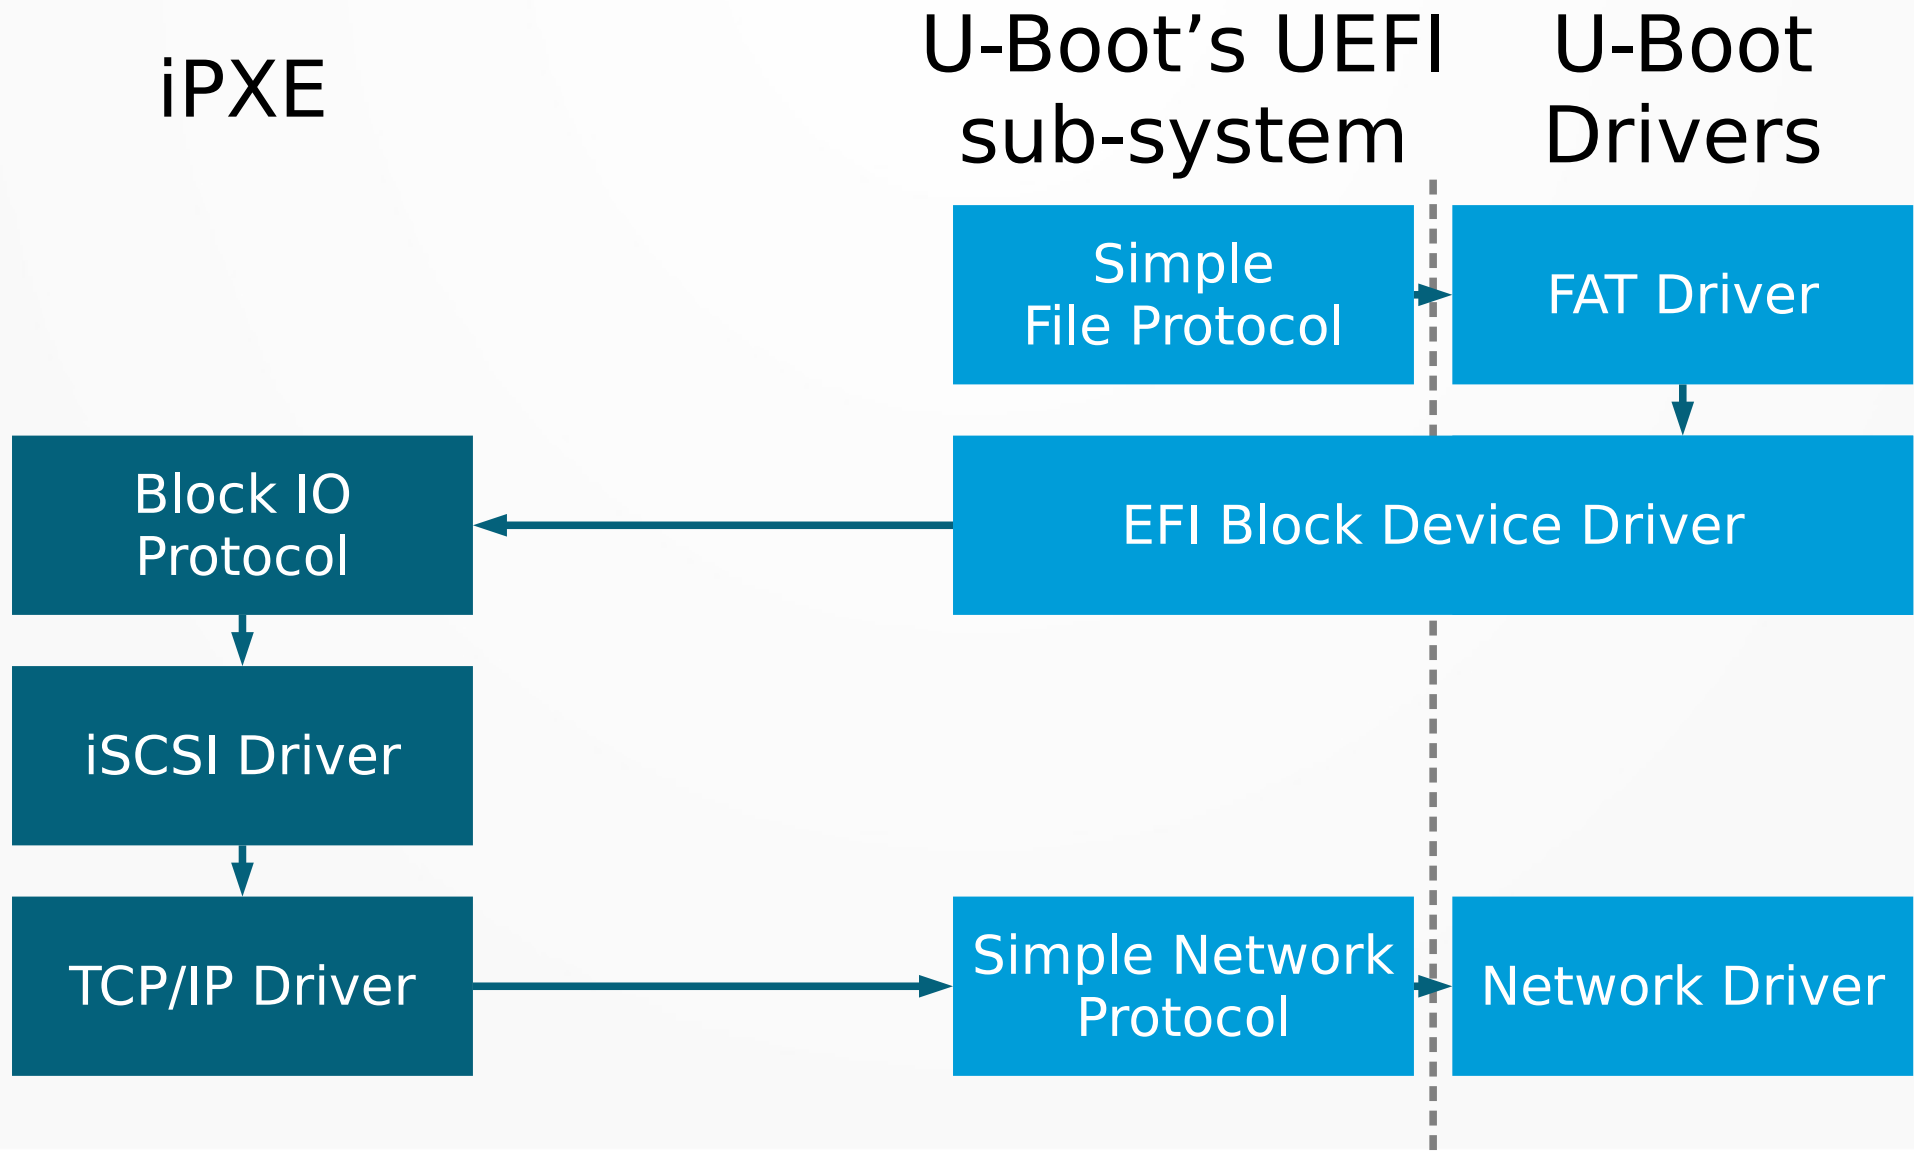 iPXE
U-Boot’s UEFI
sub-system
U-Boot
Drivers
Simple
File Protocol
FAT Driver
Block IO
Protocol
EFI Block Device Driver
iSCSI Driver
TCP/IP Driver
Simple Network
Protocol
Network Driver